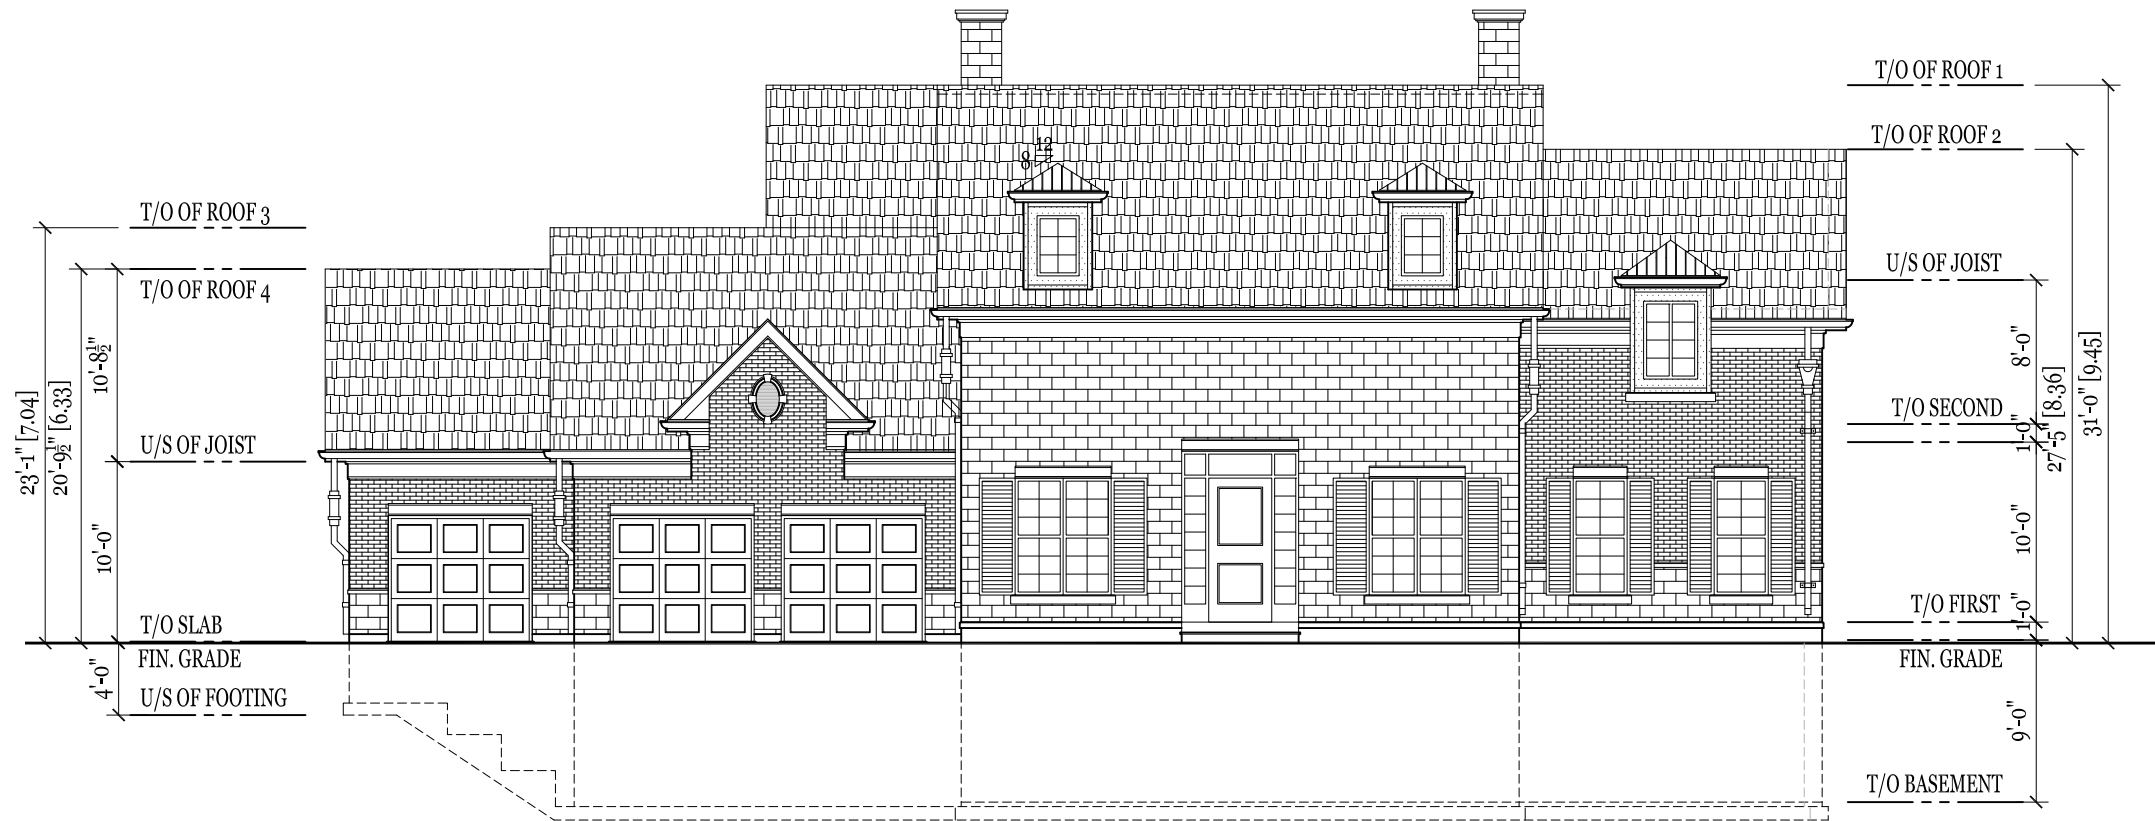 T/O OF ROOF 1
T/O OF ROOF 2
12
8
T/O OF ROOF 3
T/O OF ROOF 4
U/S OF JOIST
10'-8½"
8'-0"
23'-1" [7.04]
20'-9½" [6.33]
27'-5" [8.36]
31'-0" [9.45]
T/O SECOND
1'-0"
U/S OF JOIST
10'-0"
10'-0"
T/O FIRST
1'-0"
T/O SLAB
FIN. GRADE
FIN. GRADE
4'-0"
U/S OF FOOTING
9'-0"
T/O BASEMENT